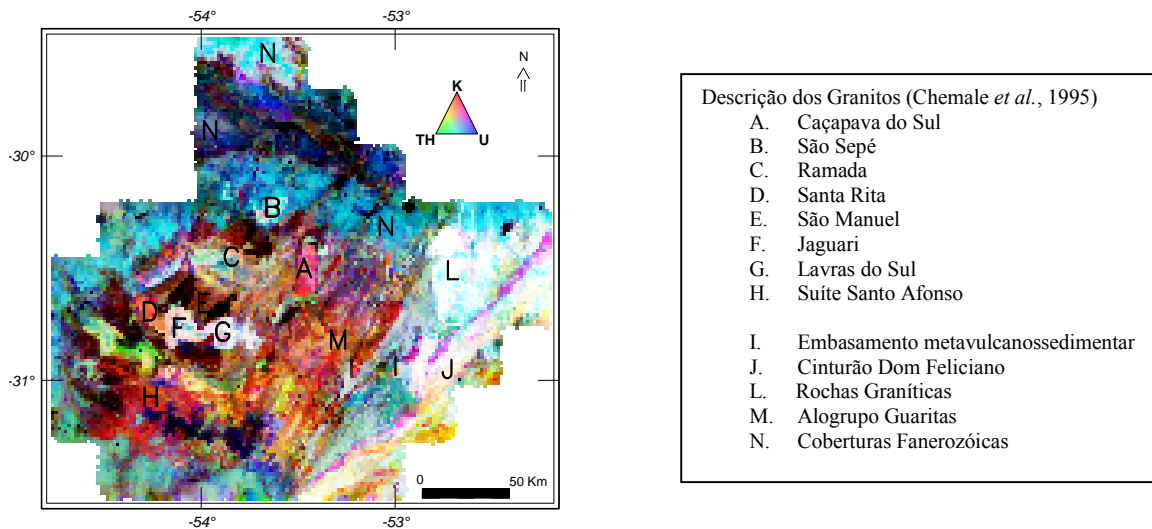 -54° -53°
N
N
K
TH U
-30°
-30°
N
B
N
C
A
L
D E
F G
M
I J
-31°
-31°
H
0 50 Km
-54° -53°
Descrição dos Granitos (Chemale et al., 1995)
A. Caçapava do Sul
B. São Sepé
C. Ramada
D. Santa Rita
E. São Manuel
F. Jaguari
G. Lavras do Sul
H. Suíte Santo Afonso
I. Embasamento metavulcanossedimentar
J. Cinturão Dom Feliciano
L. Rochas Graníticas
M. Alogrupo Guaritas
N. Coberturas Fanerozóicas